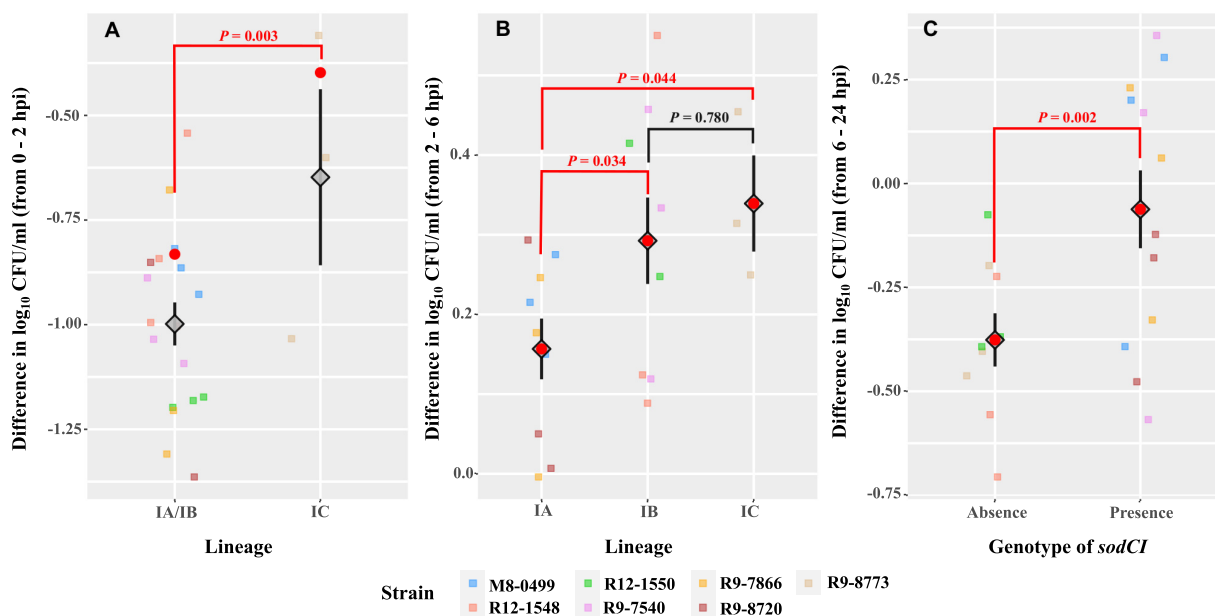 A
P = 0.003
Difference in log10 CFU/ml (from 0 - 2 hpi)
-0.50
-0.75
-1.00
-1.25
IA/IB
IC
Lineage
B
P = 0.044
P = 0.780
P = 0.034
Difference in log10 CFU/ml (from 2 - 6 hpi)
0.4
0.2
0.0
IA
IB
IC
Lineage
C
P = 0.002
Difference in log10 CFU/ml (from 6 - 24 hpi)
0.25
0.00
-0.25
-0.50
-0.75
Absence
Presence
Genotype of sodCI
Strain
M8-0499
R12-1550
R9-7866
R9-8773
R12-1548
R9-7540
R9-8720